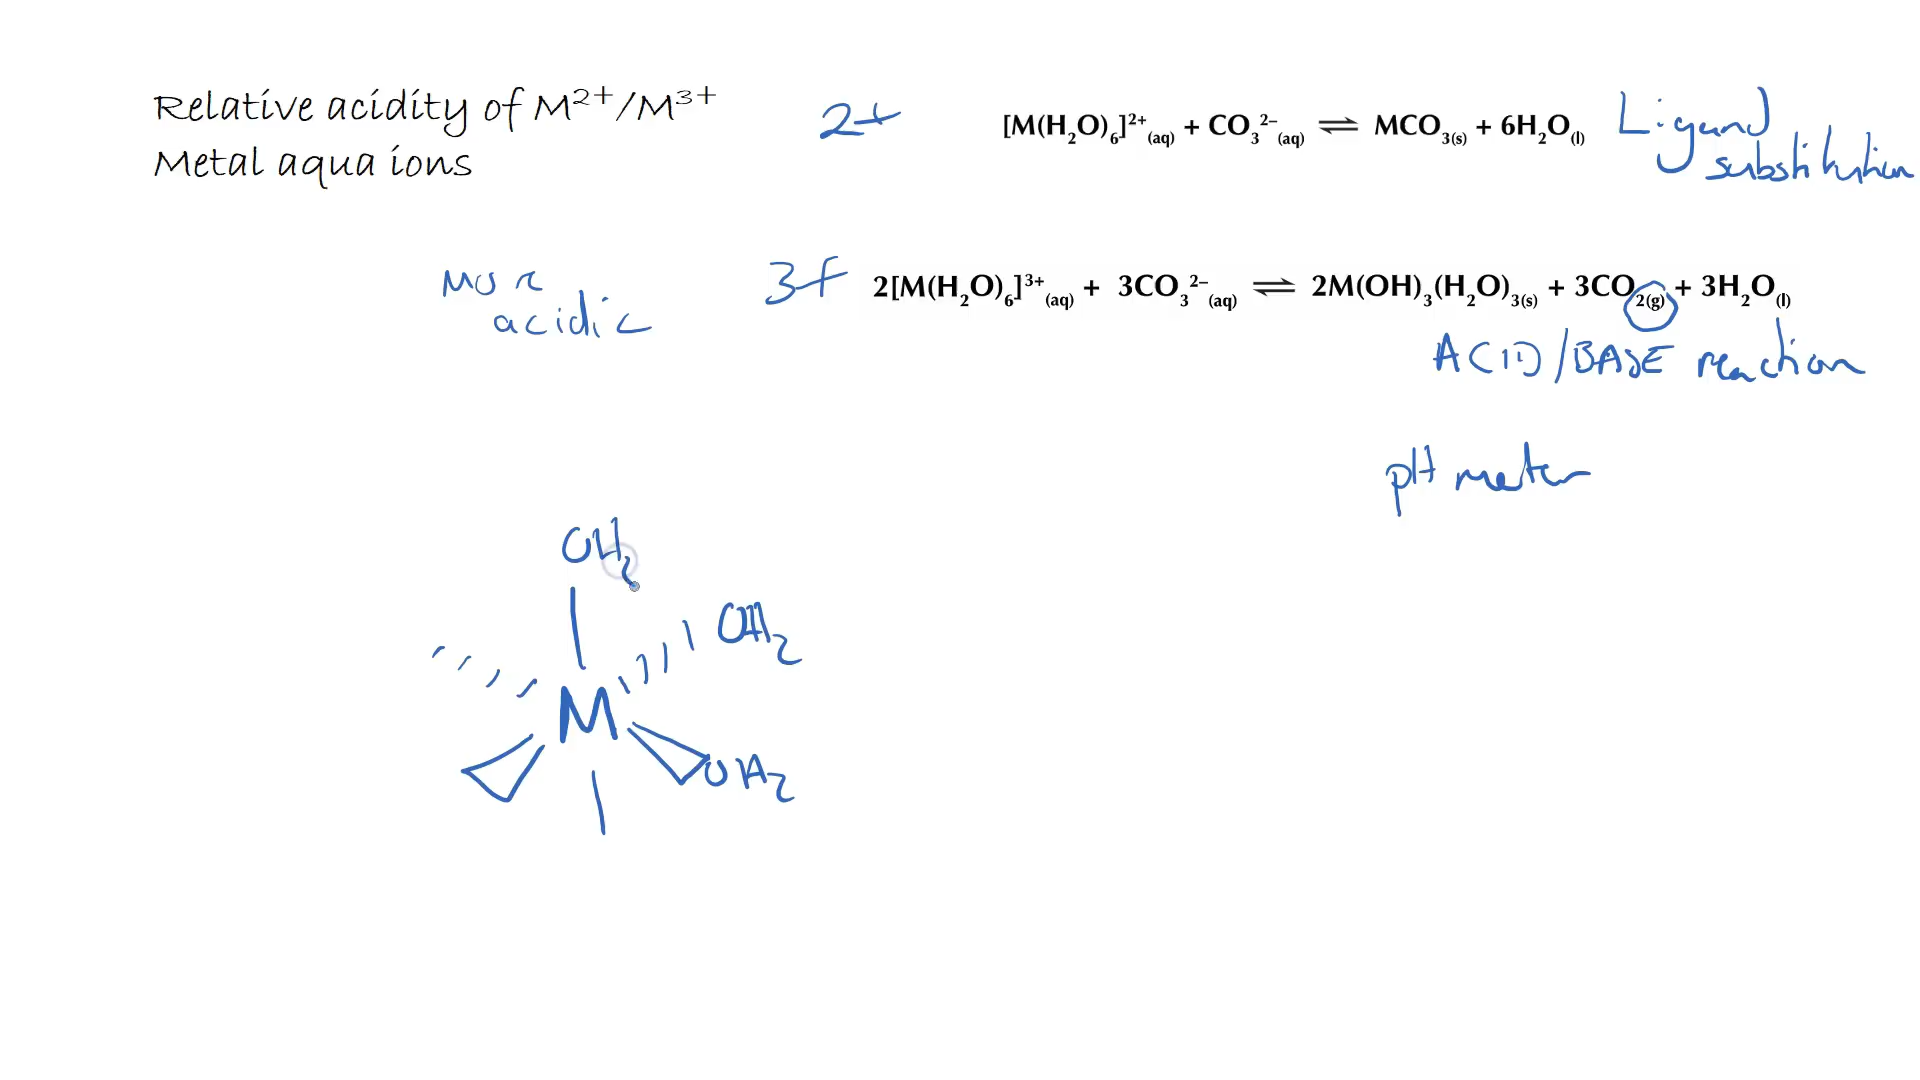 Relative acidity of M²⁺/M³⁺
Metal aqua ions
2+
[M(H₂O)₆]²⁺(aq) + CO₃²⁻(aq) ⇌ MCO₃(s) + 6H₂O(l)
Ligand
substitution
more
acidic
3+
2[M(H₂O)₆]³⁺(aq) + 3CO₃²⁻(aq) ⇌ 2M(OH)₃(H₂O)₃(s) + 3CO₂(g) + 3H₂O(l)
ACID/BASE reaction
pH meter
OH₂
OH₂
M
OH₂